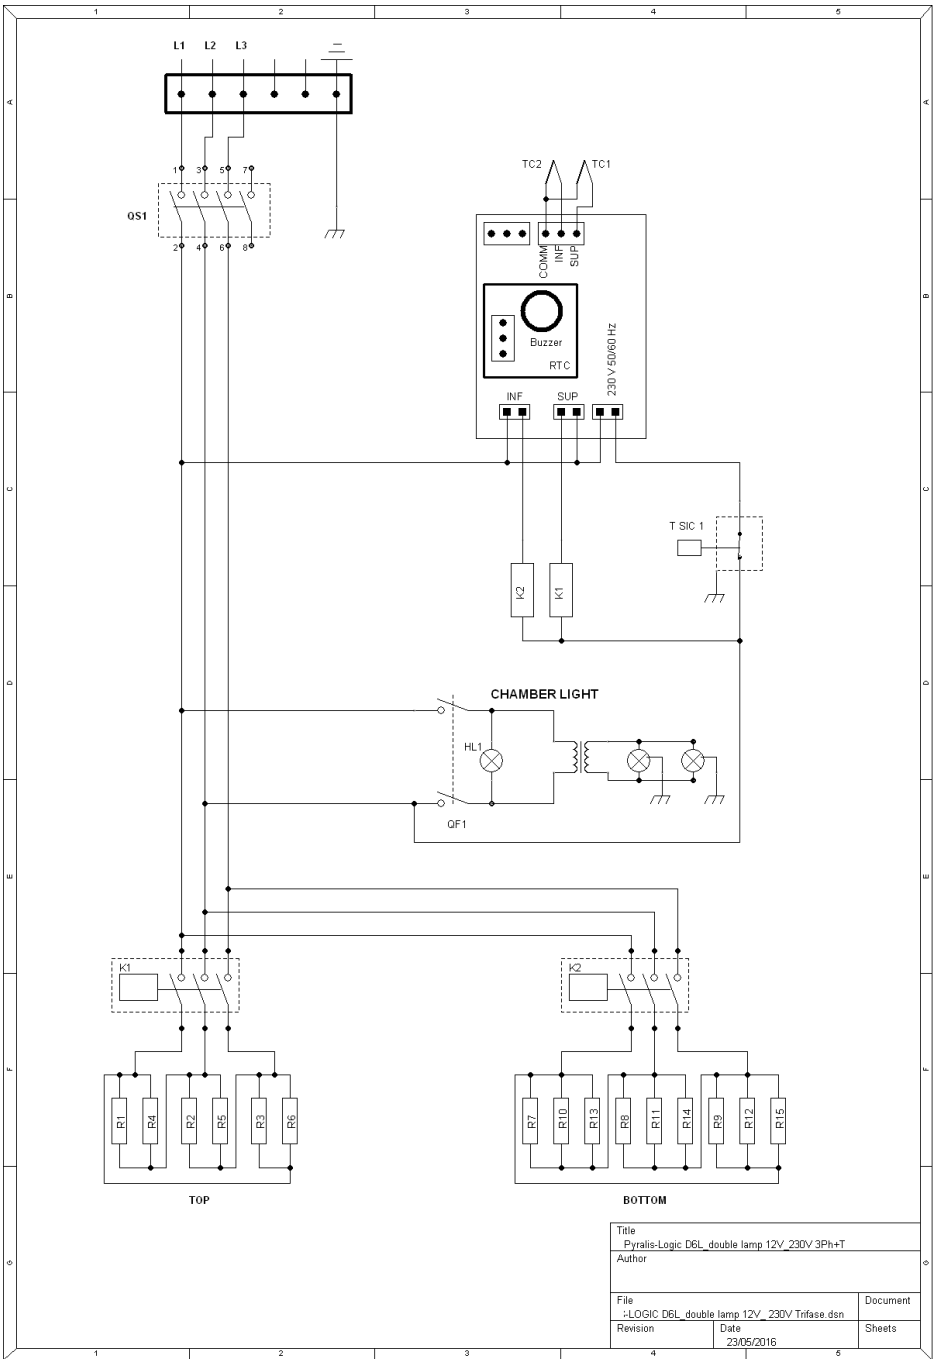 1 2 3 4 5
A A
B B
C C
D D
E E
F F
G G
L1 L2 L3
1 3 5 7
QS1
2 4 6 8
TC2 TC1
COMM INF SUP
Buzzer
RTC
230 V 50/60 Hz
INF SUP
T SIC 1
K2 K1
CHAMBER LIGHT
HL1
QF1
K1 K2
R1 R4 R2 R5 R3 R6
R7 R10 R13 R8 R11 R14 R9 R12 R15
TOP BOTTOM
Title
Pyralis-Logic D6L_double lamp 12V_230V 3Ph+T
Author
File Document
-LOGIC D6L_double lamp 12V_ 230V Trifase.dsn
Revision Date Sheets
23/05/2016
1 2 3 4 5